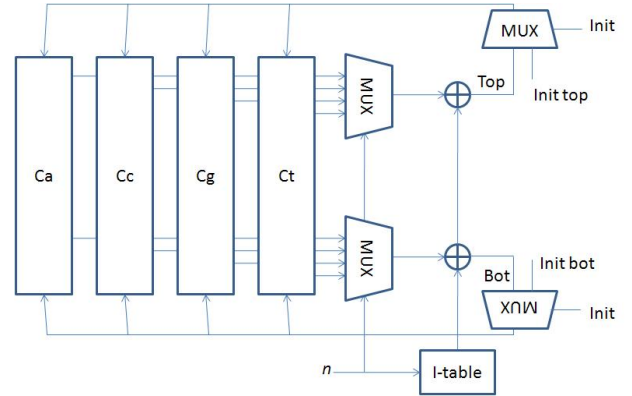 MUX
Init
Top
Init top
MUX
Ca
Cc
Cg
Ct
MUX
Init bot
Bot
MUX
Init
n
I-table